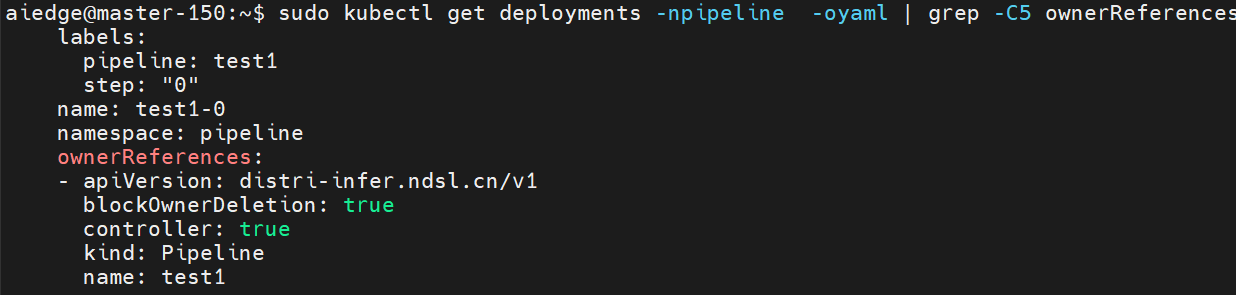 aiedge@master-150:~$ sudo kubectl get deployments -npipeline  -oyaml | grep -C5 ownerReferences
    labels:
      pipeline: test1
      step: "0"
    name: test1-0
    namespace: pipeline
    ownerReferences:
    - apiVersion: distri-infer.ndsl.cn/v1
      blockOwnerDeletion: true
      controller: true
      kind: Pipeline
      name: test1